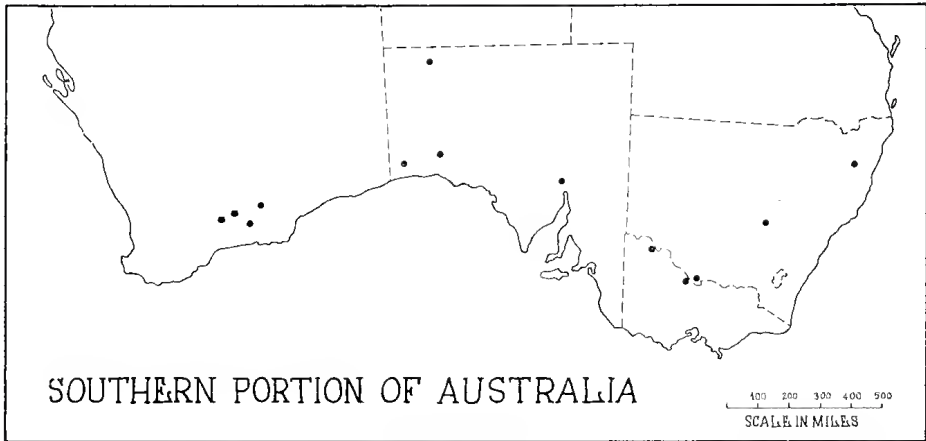 SOUTHERN PORTION OF AUSTRALIA
100 200 300 400 500
SCALE IN MILES